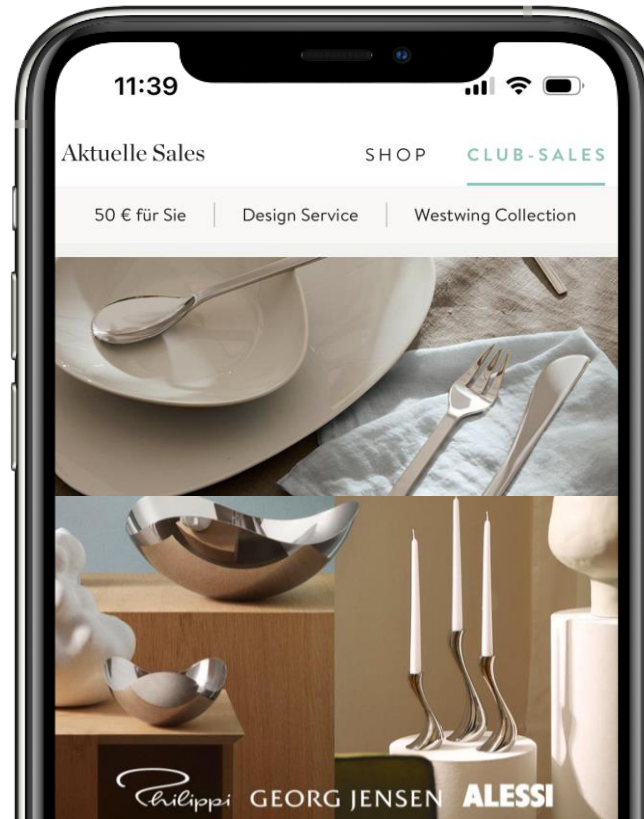 11:39
Aktuelle Sales SHOP CLUB-SALES
50 € für Sie Design Service Westwing Collection
Philippi GEORG JENSEN ALESSI